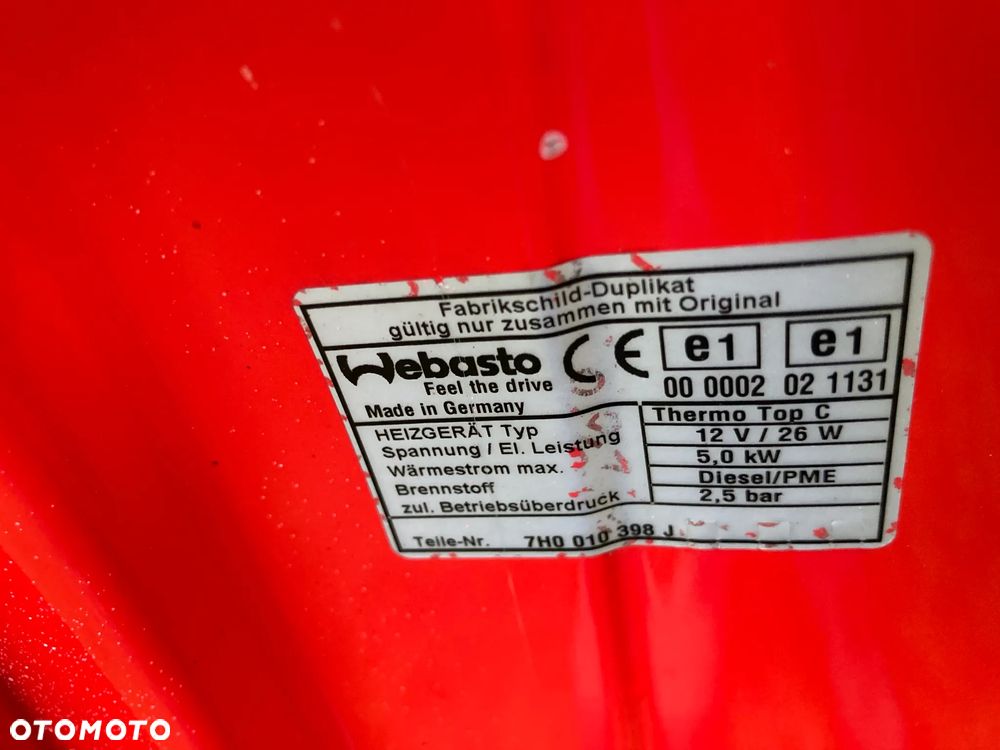 Fabrikschild-Duplikat
gültig nur zusammen mit Original
Webasto CE e1 e1
Feel the drive 00 0002 02 1131
Made in Germany
HEIZGERÄT Typ Thermo Top C
Spannung / El. Leistung 12 V / 26 W
Wärmestrom max. 5,0 kW
Brennstoff Diesel/PME
zul. Betriebsüberdruck 2,5 bar
Teile-Nr. 7H0 010 398 J
OTOMOTO